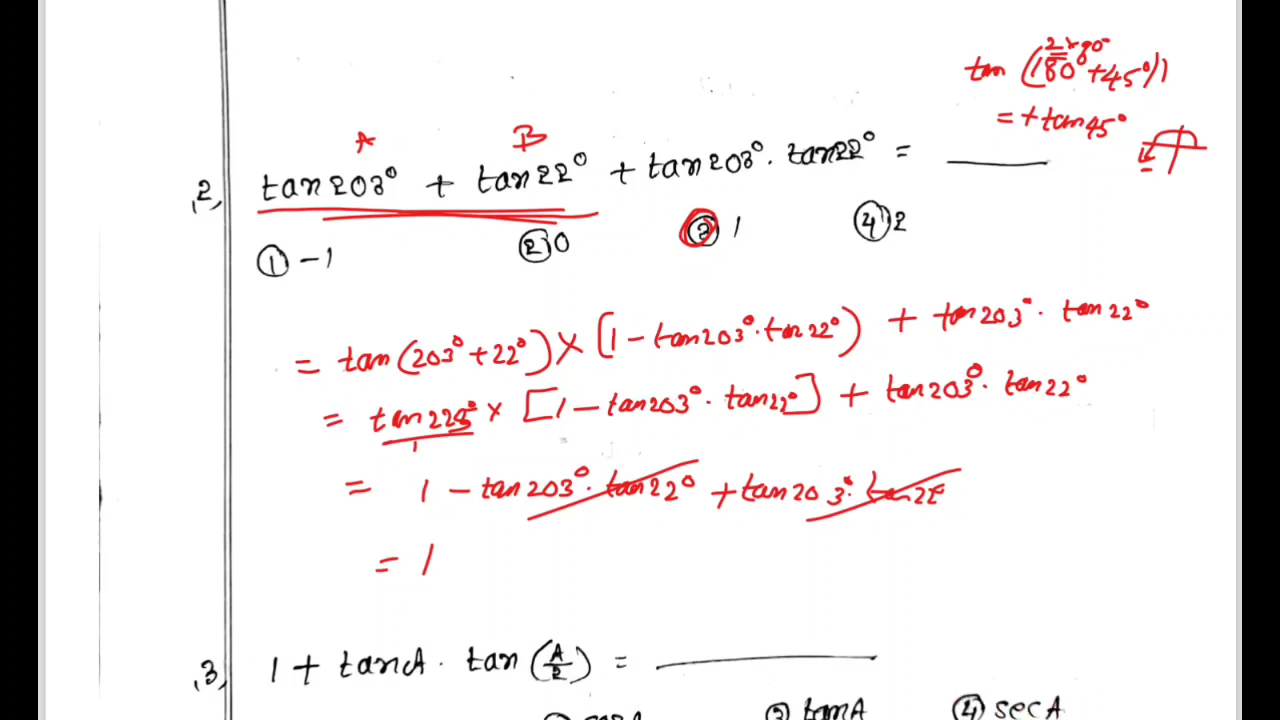 tan (180° + 45°)
2×90°
= + tan 45°
A B
,2, tan 203° + tan 22° + tan 203° . tan 22° = ____
① -1 ② 0 ③ 1 ④ 2
= tan (203° + 22°) × (1 - tan 203° . tan 22°) + tan 203° . tan 22°
= tan 225° × [1 - tan 203° . tan 22°] + tan 203° . tan 22°
1
= 1 - tan 203° . tan 22° + tan 203° . tan 22°
= 1
,3, 1 + tan A . tan (A/2) = ____
③ tan A ④ sec A